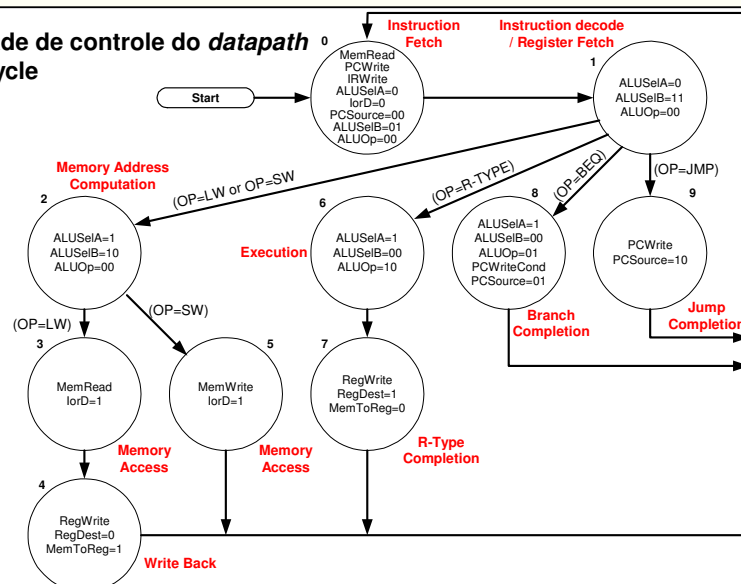 de de controle do datapath
ycle
Start
0
Instruction
Fetch
MemRead
PCWrite
IRWrite
ALUSelA=0
IorD=0
PCSource=00
ALUSelB=01
ALUOp=00
Instruction decode
/ Register Fetch
1
ALUSelA=0
ALUSelB=11
ALUOp=00
(OP=LW or OP=SW
(OP=R-TYPE)
(OP=BEQ)
(OP=JMP)
Memory Address
Computation
2
ALUSelA=1
ALUSelB=10
ALUOp=00
6
Execution
ALUSelA=1
ALUSelB=00
ALUOp=10
8
ALUSelA=1
ALUSelB=00
ALUOp=01
PCWriteCond
PCSource=01
Branch
Completion
9
PCWrite
PCSource=10
Jump
Completion
(OP=LW)
(OP=SW)
3
MemRead
IorD=1
Memory
Access
5
MemWrite
IorD=1
Memory
Access
7
RegWrite
RegDest=1
MemToReg=0
R-Type
Completion
4
RegWrite
RegDest=0
MemToReg=1
Write Back